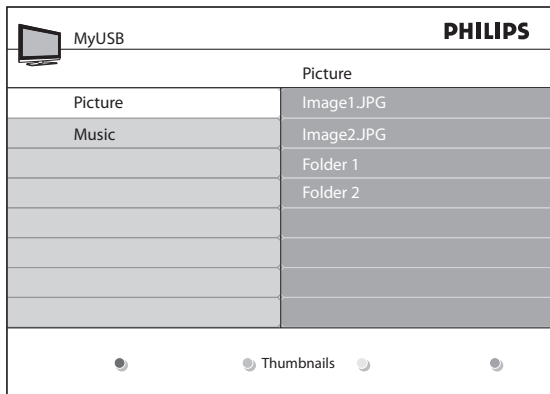 MyUSB
PHILIPS
Picture
Picture
Image1.JPG
Music
Image2.JPG
Folder 1
Folder 2
Thumbnails